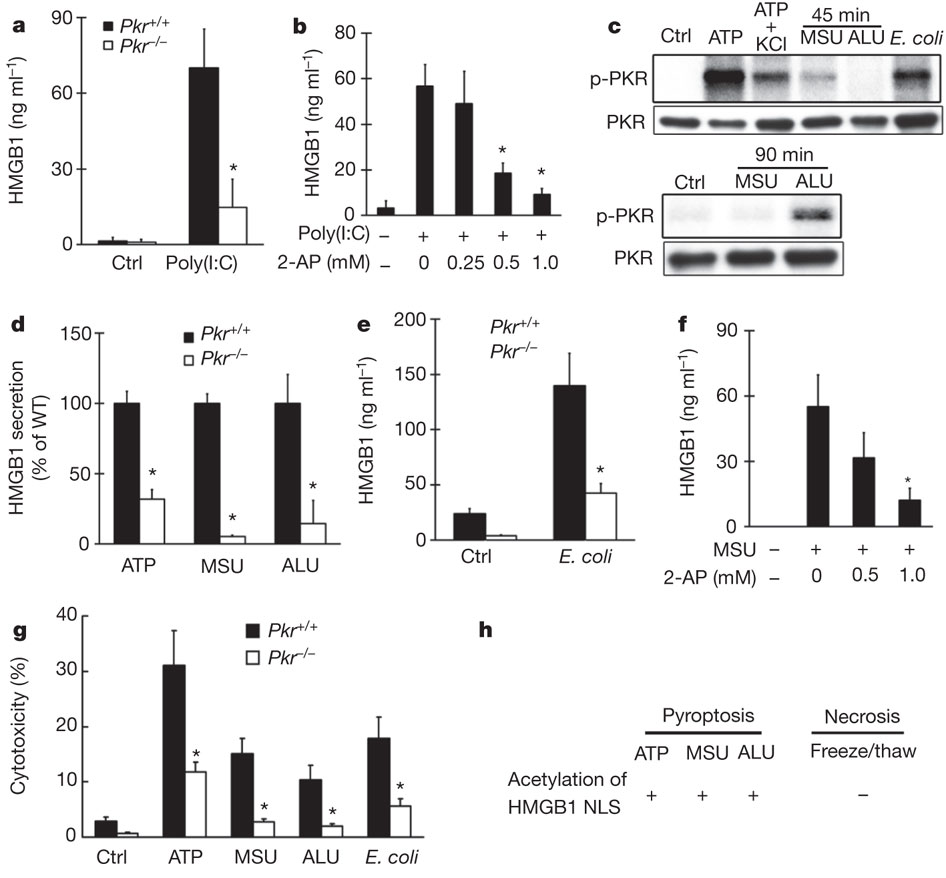 a
Pkr+/+
Pkr−/−
HMGB1 (ng ml−1)
90
60
30
0
*
Ctrl Poly(I:C)
b
HMGB1 (ng ml−1)
80
60
40
20
0
* *
Poly(I:C) − + + + +
2-AP (mM) − 0 0.25 0.5 1.0
c
Ctrl ATP ATP + KCl 45 min MSU ALU E. coli
p-PKR
PKR
90 min
Ctrl MSU ALU
p-PKR
PKR
d
Pkr+/+
Pkr−/−
HMGB1 secretion
(% of WT)
150
100
50
0
* * *
ATP MSU ALU
e
Pkr+/+
Pkr−/−
HMGB1 (ng ml−1)
200
150
100
50
0
*
Ctrl E. coli
f
HMGB1 (ng ml−1)
90
60
30
0
*
MSU − + + +
2-AP (mM) − 0 0.5 1.0
g
Pkr+/+
Pkr−/−
Cytotoxicity (%)
40
30
20
10
0
* * * *
Ctrl ATP MSU ALU E. coli
h
Pyroptosis Necrosis
ATP MSU ALU Freeze/thaw
Acetylation of
HMGB1 NLS + + + −